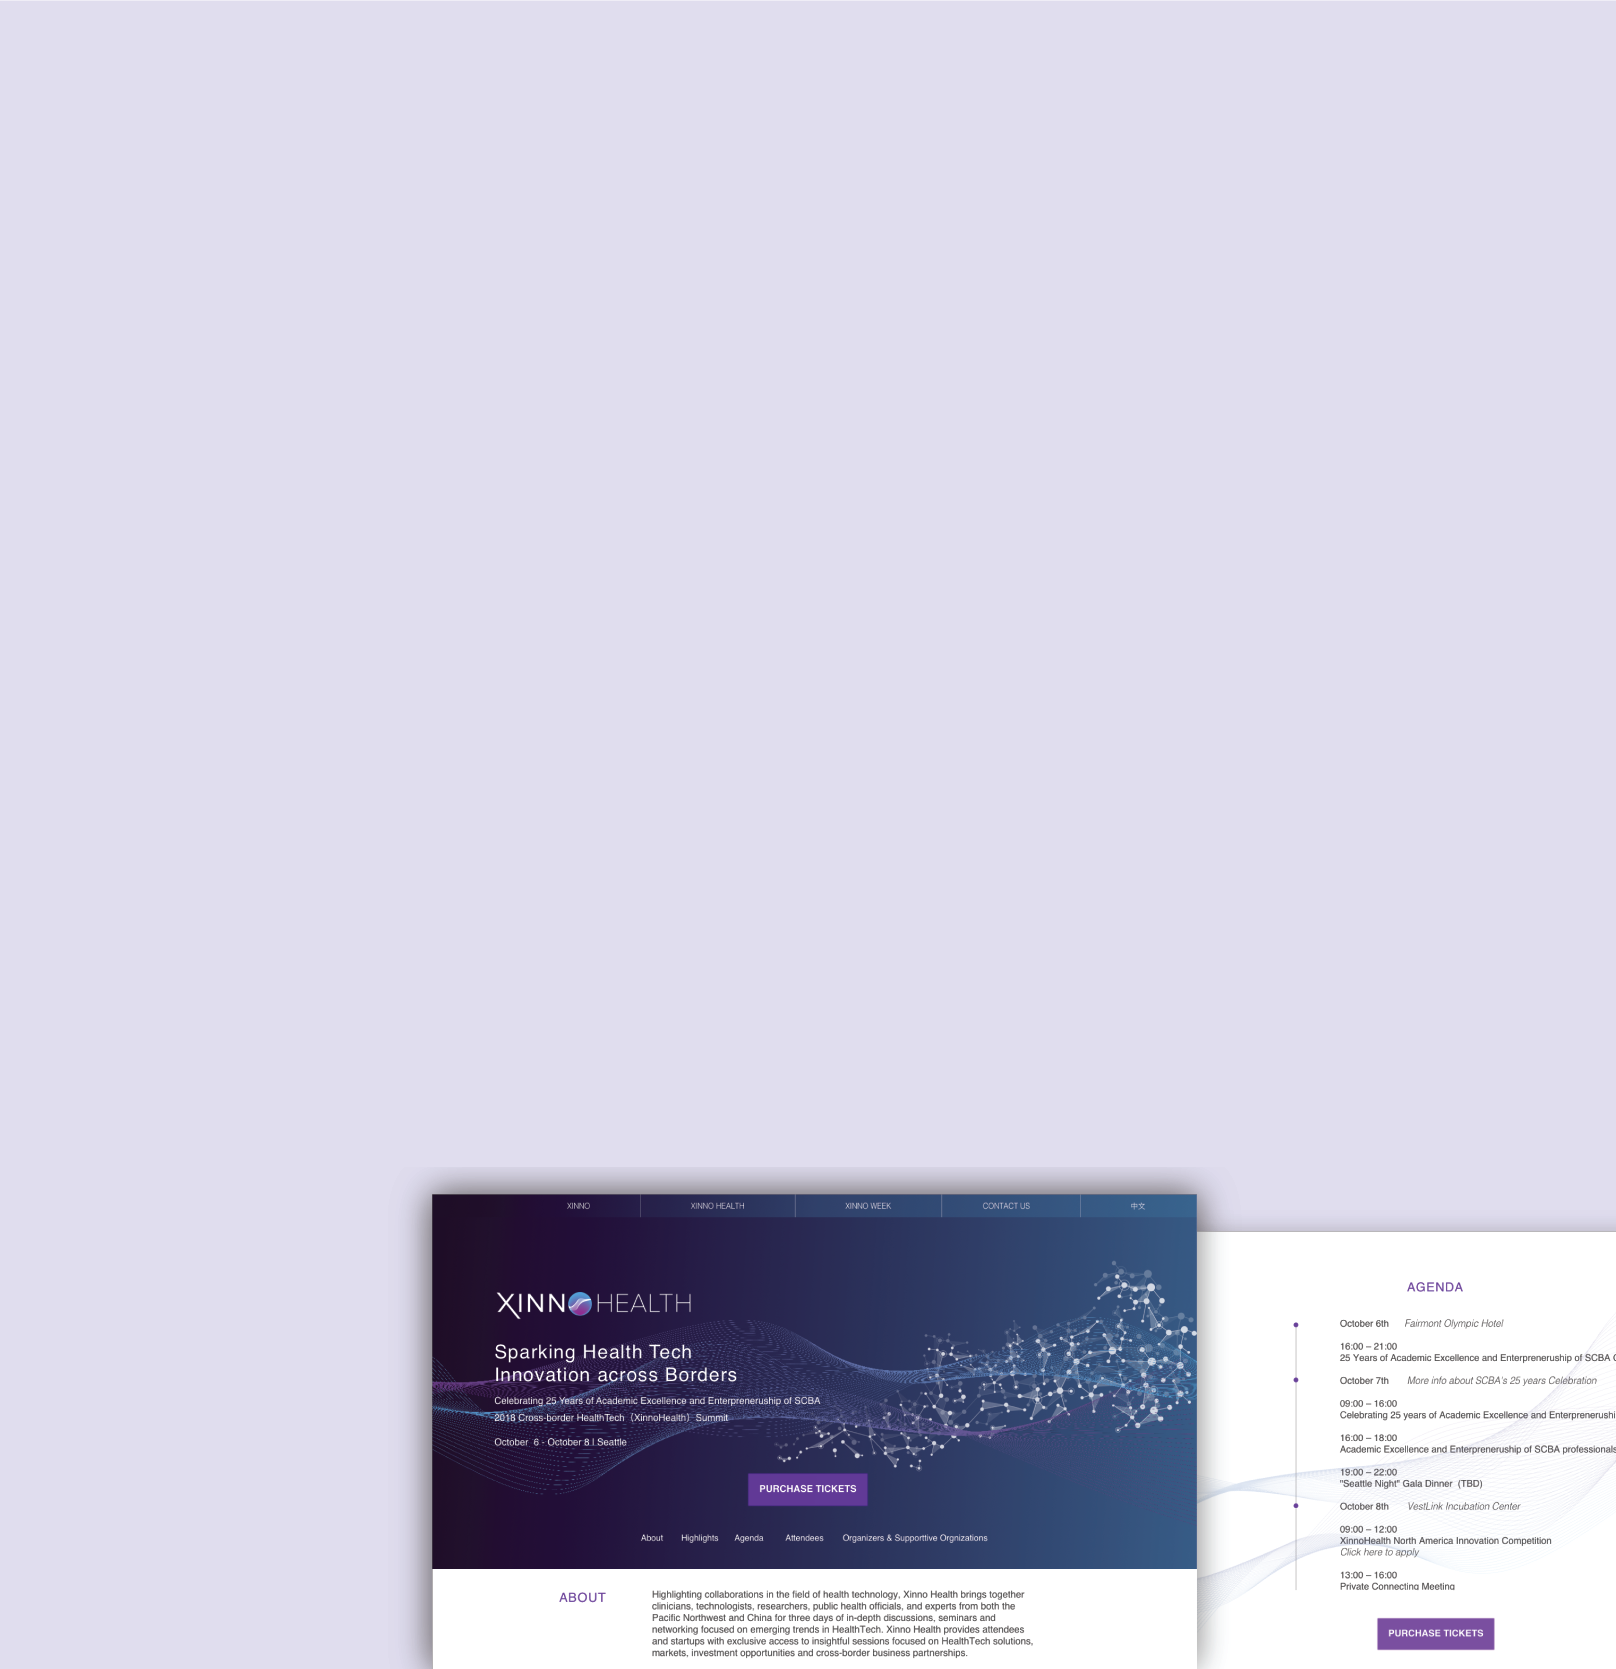 XINNO
XINNO HEALTH
XINNO WEEK
CONTACT US
中文
XINNOHEALTH
Sparking Health Tech
Innovation across Borders
Celebrating 25 Years of Academic Excellence and Enterpreneruship of SCBA
2018 Cross-border HealthTech（XinnoHealth）Summit
October 6 - October 8 | Seattle
PURCHASE TICKETS
About
Highlights
Agenda
Attendees
Organizers & Supporttive Orgnizations
ABOUT
Highlighting collaborations in the field of health technology, Xinno Health brings together
clinicians, technologists, researchers, public health officials, and experts from both the
Pacific Northwest and China for three days of in-depth discussions, seminars and
networking focused on emerging trends in HealthTech. Xinno Health provides attendees
and startups with exclusive access to insightful sessions focused on HealthTech solutions,
markets, investment opportunities and cross-border business partnerships.
AGENDA
October 6th Fairmont Olympic Hotel
16:00 – 21:00
25 Years of Academic Excellence and Enterpreneruship of SCBA
October 7th More info about SCBA's 25 years Celebration
09:00 – 16:00
Celebrating 25 years of Academic Excellence and Enterprenerushi
16:00 – 18:00
Academic Excellence and Enterpreneruship of SCBA professionals
19:00 – 22:00
"Seattle Night" Gala Dinner (TBD)
October 8th VestLink Incubation Center
09:00 – 12:00
XinnoHealth North America Innovation Competition
Click here to apply
13:00 – 16:00
Private Connecting Meeting
PURCHASE TICKETS